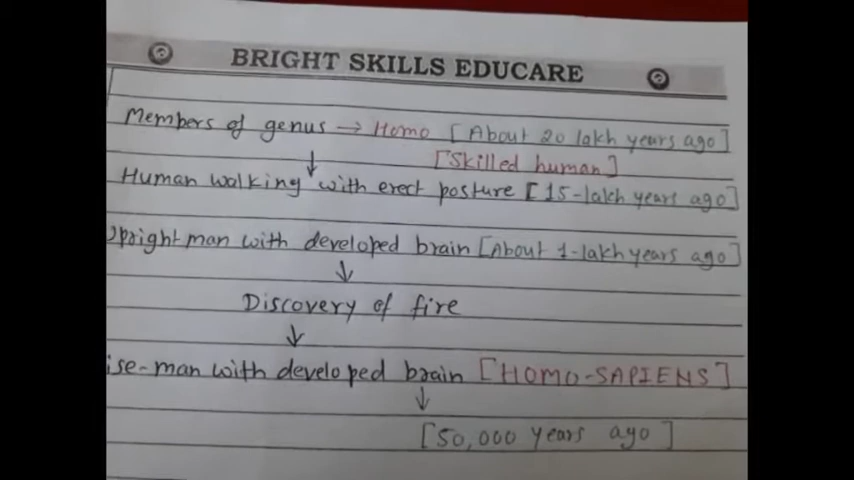 BRIGHT SKILLS EDUCARE
Members of genus → Homo [About 20 lakh years ago]
↓ [Skilled human]
Human walking with erect posture [15-lakh years ago]
Upright man with developed brain [About 1-lakh years ago]
↓
Discovery of fire
↓
ise-man with developed brain [HOMO-SAPIENS]
↓
[50,000 years ago]